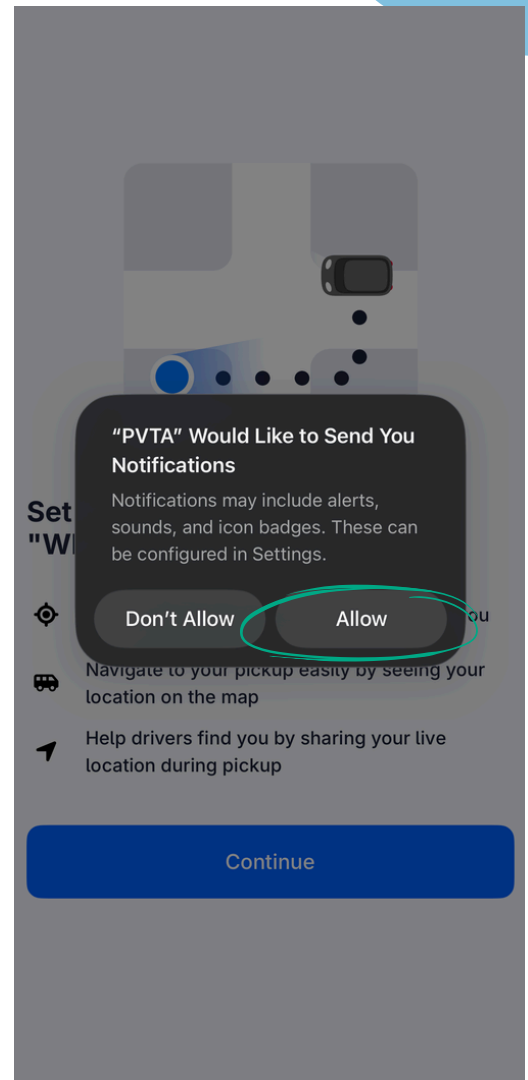 “PVTA” Would Like to Send You
Notifications
Notifications may include alerts,
sounds, and icon badges. These can
be configured in Settings.
Set
"W
Don’t Allow
Allow
ou
Navigate to your pickup easily by seeing your
location on the map
Help drivers find you by sharing your live
location during pickup
Continue